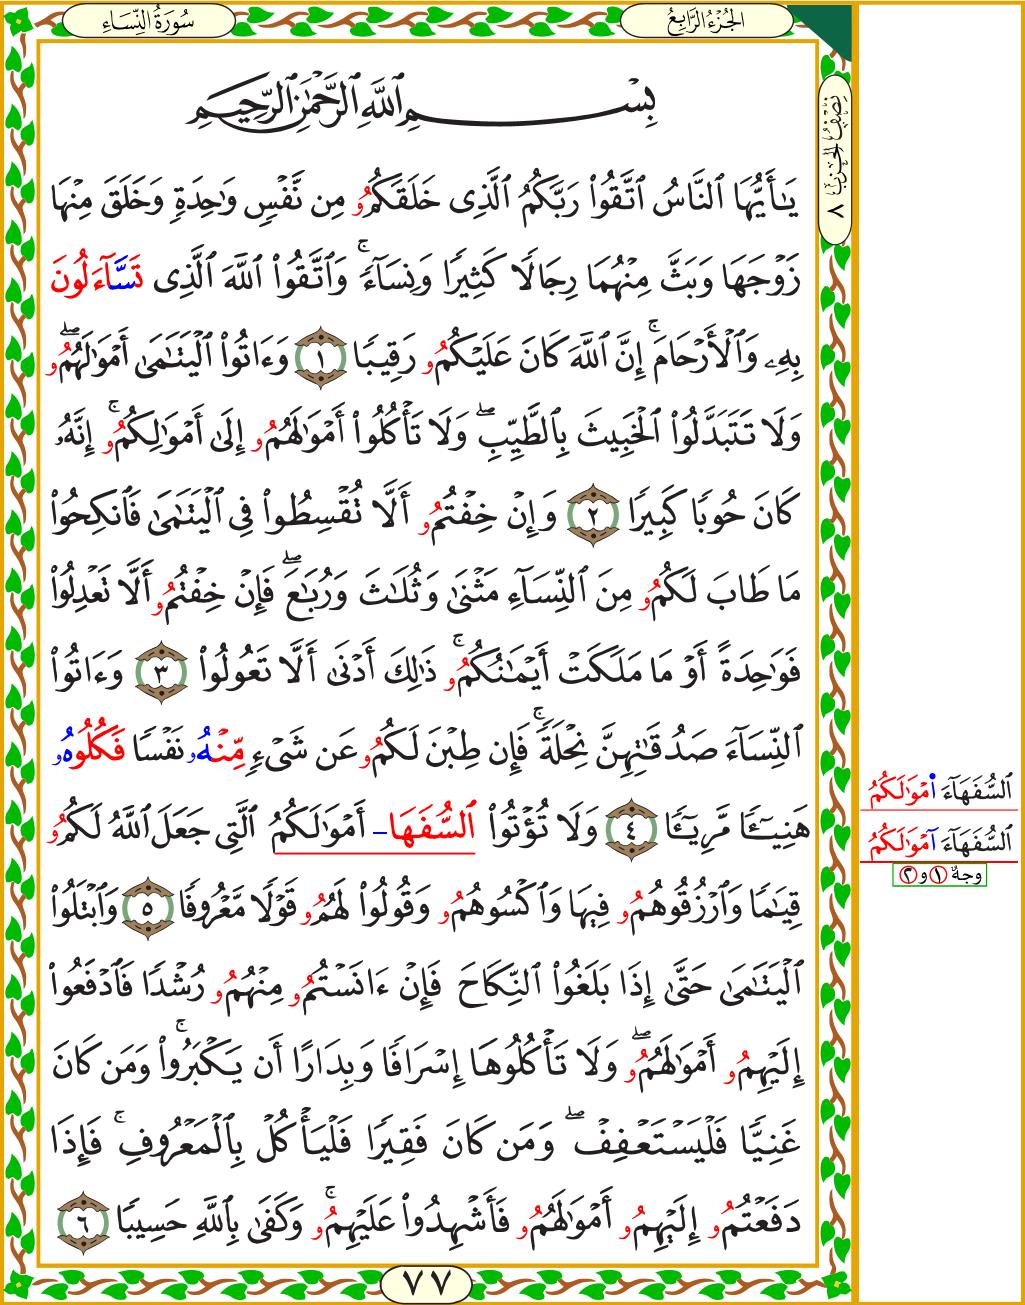 الجُزْءُ الرَّابِعُ
سُورَةُ النِّسَاءِ
نِصْفُ الحِزْبِ ٨
بِسْمِ ٱللَّهِ ٱلرَّحْمَٰنِ ٱلرَّحِيمِ
يَٰٓأَيُّهَا ٱلنَّاسُ ٱتَّقُوا۟ رَبَّكُمُ ٱلَّذِى خَلَقَكُمُۥ مِن نَّفْسٍ وَٰحِدَةٍ وَخَلَقَ مِنْهَا
زَوْجَهَا وَبَثَّ مِنْهُمَا رِجَالًا كَثِيرًا وَنِسَآءً ۚ وَٱتَّقُوا۟ ٱللَّهَ ٱلَّذِى تَسَّآءَلُونَ
بِهِۦ وَٱلْأَرْحَامَ ۚ إِنَّ ٱللَّهَ كَانَ عَلَيْكُمُۥ رَقِيبًا ١ وَءَاتُوا۟ ٱلْيَتَٰمَىٰ أَمْوَٰلَهُمُۥ ۖ
وَلَا تَتَبَدَّلُوا۟ ٱلْخَبِيثَ بِٱلطَّيِّبِ ۖ وَلَا تَأْكُلُوٓا۟ أَمْوَٰلَهُمُۥ إِلَىٰ أَمْوَٰلِكُمُۥ ۚ إِنَّهُۥ
كَانَ حُوبًا كَبِيرًا ٢ وَإِنْ خِفْتُمُۥ أَلَّا تُقْسِطُوا۟ فِى ٱلْيَتَٰمَىٰ فَٱنكِحُوا۟
مَا طَابَ لَكُمُۥ مِنَ ٱلنِّسَآءِ مَثْنَىٰ وَثُلَٰثَ وَرُبَٰعَ ۖ فَإِنْ خِفْتُمُۥ أَلَّا تَعْدِلُوا۟
فَوَٰحِدَةً أَوْ مَا مَلَكَتْ أَيْمَٰنُكُمُۥ ۚ ذَٰلِكَ أَدْنَىٰ أَلَّا تَعُولُوا۟ ٣ وَءَاتُوا۟
ٱلنِّسَآءَ صَدُقَٰتِهِنَّ نِحْلَةً ۚ فَإِن طِبْنَ لَكُمُۥ عَن شَىْءٍ مِّنْهُۥ نَفْسًا فَكُلُوهُۥ
هَنِيـًٔا مَّرِيـًٔا ٤ وَلَا تُؤْتُوا۟ ٱلسُّفَهَا أَمْوَٰلَكُمُ ٱلَّتِى جَعَلَ ٱللَّهُ لَكُمُۥ
قِيَٰمًا وَٱرْزُقُوهُمُۥ فِيهَا وَٱكْسُوهُمُۥ وَقُولُوا۟ لَهُمُۥ قَوْلًا مَّعْرُوفًا ٥ وَٱبْتَلُوا۟
ٱلْيَتَٰمَىٰ حَتَّىٰٓ إِذَا بَلَغُوا۟ ٱلنِّكَاحَ فَإِنْ ءَانَسْتُمُۥ مِنْهُمُۥ رُشْدًا فَٱدْفَعُوٓا۟
إِلَيْهِمُۥ أَمْوَٰلَهُمُۥ ۖ وَلَا تَأْكُلُوهَا إِسْرَافًا وَبِدَارًا أَن يَكْبَرُوا۟ ۚ وَمَن كَانَ
غَنِيًّا فَلْيَسْتَعْفِفْ ۖ وَمَن كَانَ فَقِيرًا فَلْيَأْكُلْ بِٱلْمَعْرُوفِ ۚ فَإِذَا
دَفَعْتُمُۥ إِلَيْهِمُۥ أَمْوَٰلَهُمُۥ فَأَشْهِدُوا۟ عَلَيْهِمُۥ ۚ وَكَفَىٰ بِٱللَّهِ حَسِيبًا ٦
ٱلسُّفَهَآءَ ا۬مْوَٰلَكُمُ
ٱلسُّفَهَآءَ آمْوَٰلَكُمُ
وجهٌ ١ و ٢
٧٧